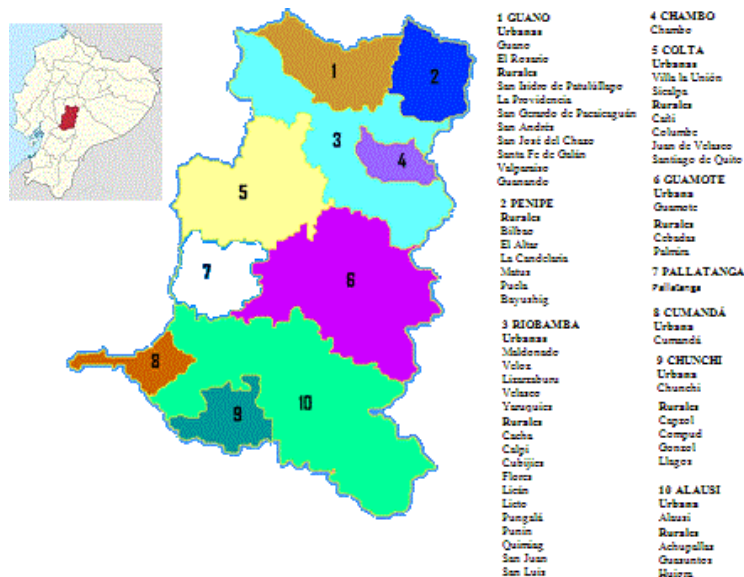 1
2
3
4
5
6
7
8
9
10
1 GUANO
Urbanas
Guano
El Rosario
Rurales
San Isidro de Patulúllapo
La Providencia
San Gerardo de Pacaicaguán
San Andrés
San José del Chazo
Santa Fe de Galán
Valparaiso
Guanando
2 PENIPE
Rurales
Bilbao
El Altar
La Candelaria
Matus
Puela
Bayushig
3 RIOBAMBA
Urbanas
Maldonado
Veloz
Lizarzaburu
Velasco
Yaruquies
Rurales
Cacha
Calpi
Cubijies
Flores
Licán
Licto
Pungalá
Punín
Quimiag
San Juan
San Luis
4 CHAMBO
Chambo
5 COLTA
Urbanas
Villa la Unión
Sicalpa
Rurales
Cañi
Columbe
Juan de Velasco
Santiago de Quito
6 GUAMOTE
Urbana
Guamote
Rurales
Cebadas
Palmira
7 PALLATANGA
Pallatanga
8 CUMANDÁ
Urbana
Cumandá
9 CHUNCHI
Urbana
Chunchi
Rurales
Capzol
Compud
Gonzol
Llagos
10 ALAUSI
Urbana
Alausi
Rurales
Achupallas
Guasuntos
Huigra